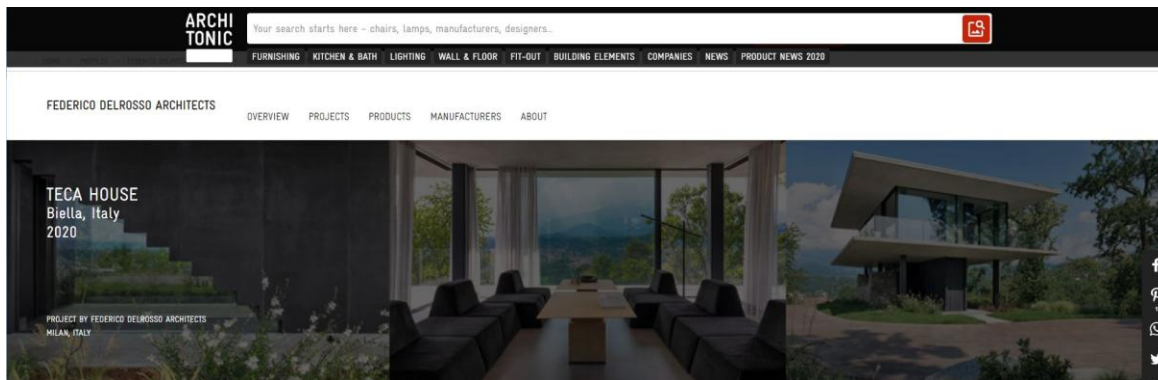 ARCHI
TONIC
Your search starts here - chairs, lamps, manufacturers, designers...
FURNISHING KITCHEN & BATH LIGHTING WALL & FLOOR FIT-OUT BUILDING ELEMENTS COMPANIES NEWS PRODUCT NEWS 2020
FEDERICO DELROSSO ARCHITECTS
OVERVIEW PROJECTS PRODUCTS MANUFACTURERS ABOUT
TECA HOUSE
Biella, Italy
2020
PROJECT BY FEDERICO DELROSSO ARCHITECTS
MILAN, ITALY